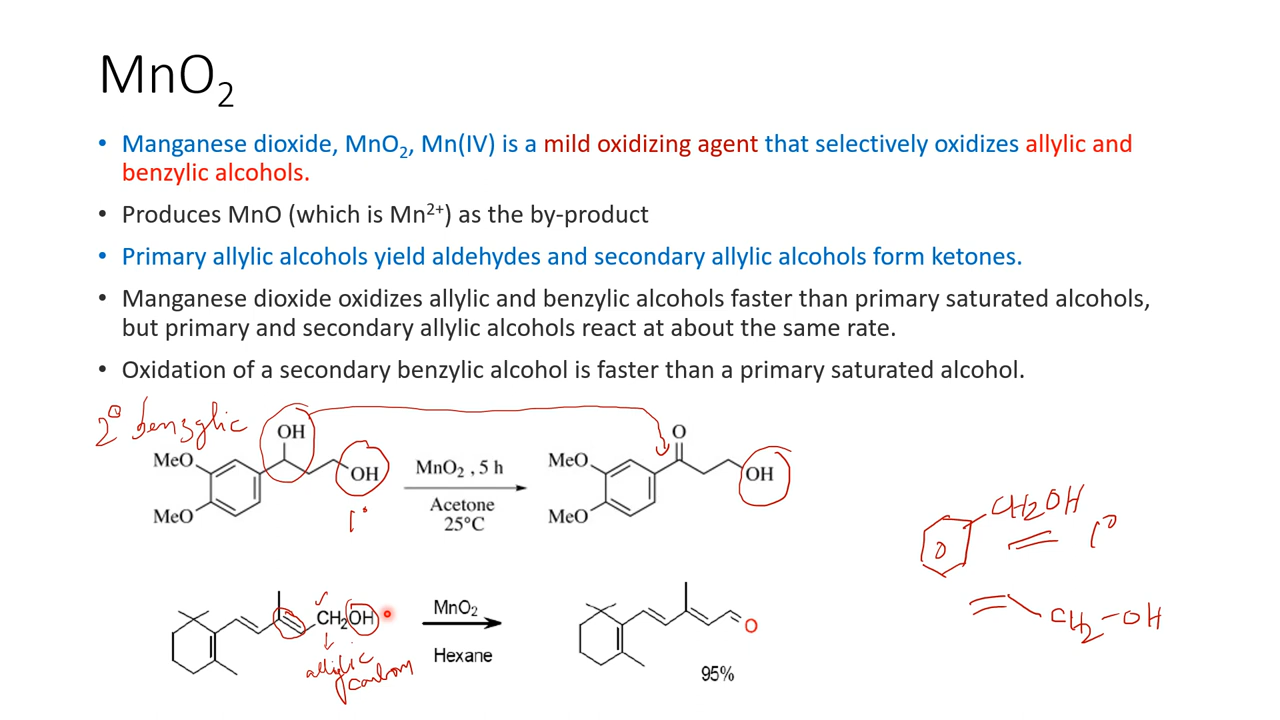 MnO2
• Manganese dioxide, MnO2, Mn(IV) is a mild oxidizing agent that selectively oxidizes allylic and
benzylic alcohols.
• Produces MnO (which is Mn2+) as the by-product
• Primary allylic alcohols yield aldehydes and secondary allylic alcohols form ketones.
• Manganese dioxide oxidizes allylic and benzylic alcohols faster than primary saturated alcohols,
but primary and secondary allylic alcohols react at about the same rate.
• Oxidation of a secondary benzylic alcohol is faster than a primary saturated alcohol.
2° benzylic
OH
O
MeO
OH
MnO2 , 5 h
MeO
OH
MeO
Acetone
MeO
25°C
1°
CH2OH
1°
CH2OH
MnO2
O
CH2-OH
Hexane
allylic
carbon
95%